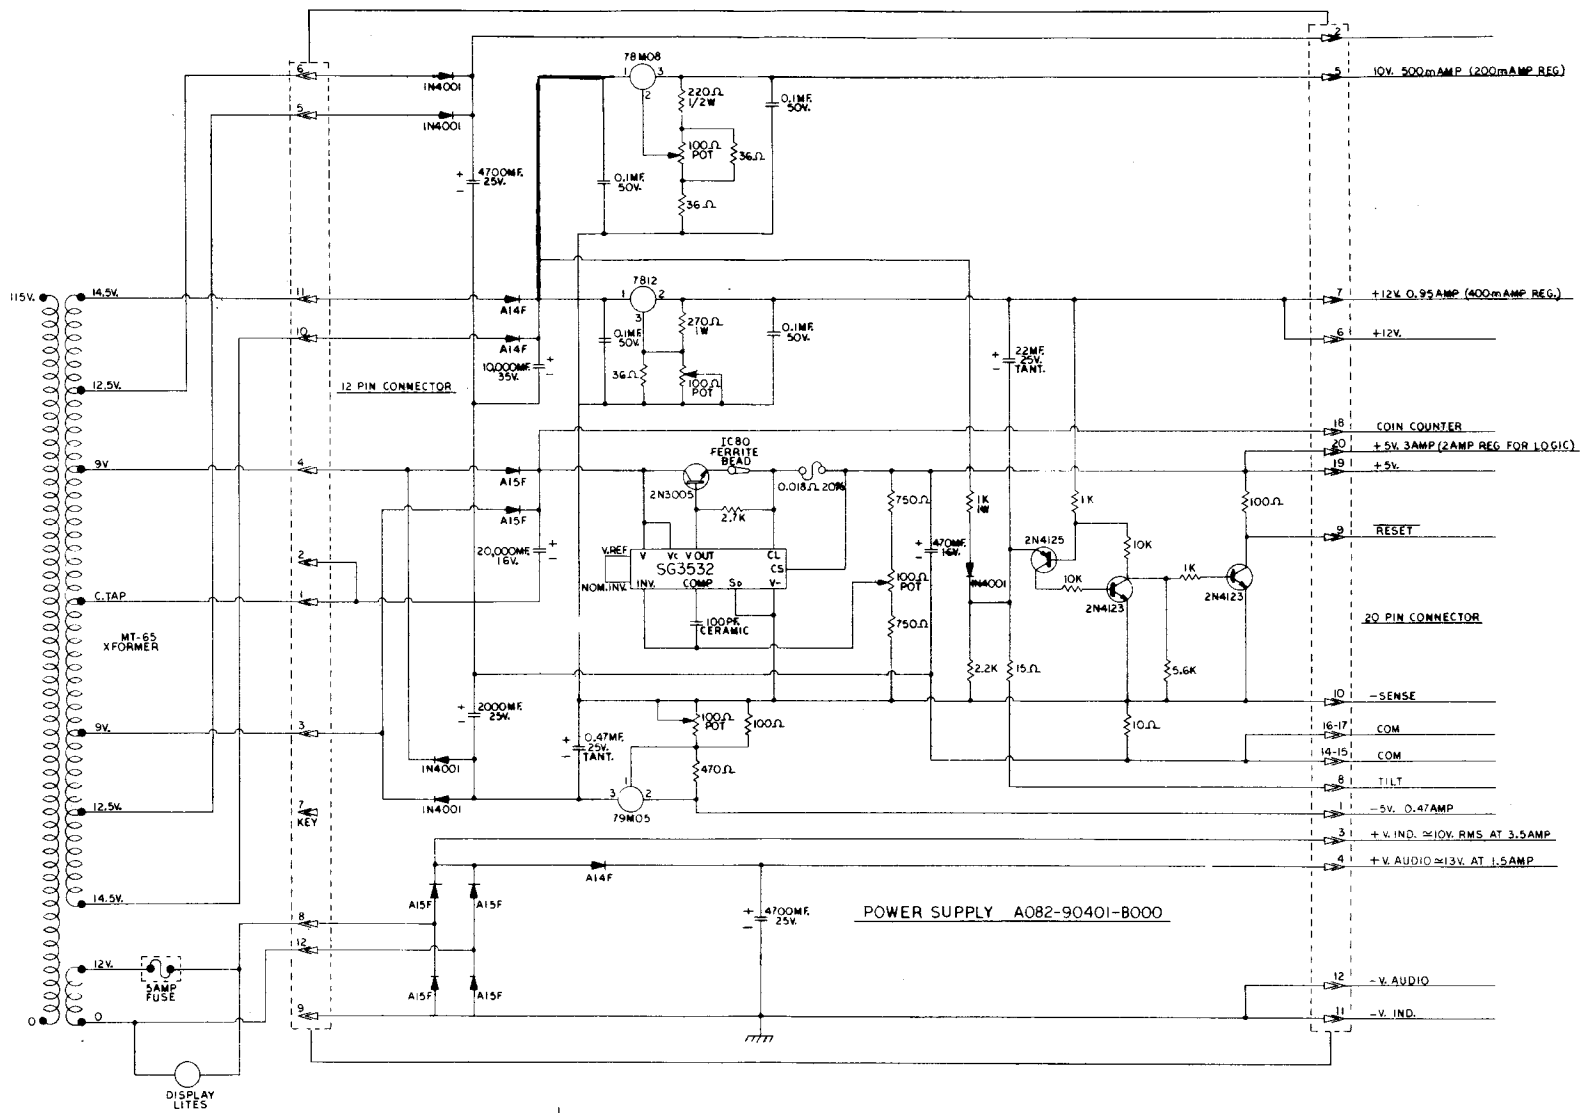 115V.
0
14.5V.
12.5V.
9V
C.TAP
MT-65
XFORMER
9V.
12.5V.
14.5V.
12V.
0
5AMP
FUSE
DISPLAY
LITES
6
5
11
10
12 PIN CONNECTOR
4
2
1
3
7
KEY
8
12
9
1N4001
1N4001
+
-
4700MF.
25V.
78M08
1
3
2
220Ω
1/2W
100Ω
POT
36Ω
36Ω
0.1MF.
50V.
0.1MF.
50V.
A14F
A14F
10,000MF.
35V.
+
-
7812
1
2
3
0.1MF.
50V.
270Ω
1W
36Ω
100Ω
POT
0.1MF.
50V.
A15F
A15F
20,000MF.
16V.
+
-
IC80
FERRITE
BEAD
2N3005
2.7K
0.018Ω 20%
V.REF
NOM.INV.
V
Vc
V OUT
CL
CS
SG3532
INV.
COMP
SD
V-
100PF.
CERAMIC
750Ω
100Ω
POT
750Ω
470MF.
16V.
+
-
1K
1W
1N4001
2.2K
15Ω
22MF.
25V.
TANT.
+
-
1K
2N4125
10K
10K
2N4123
1K
2N4123
100Ω
5.6K
10Ω
2000MF.
25V.
+
-
1N4001
1N4001
0.47MF.
25V.
TANT.
+
-
100Ω
POT
100Ω
470Ω
1
3
2
79M05
A15F
A15F
A14F
A15F
A15F
4700MF.
25V.
+
-
POWER SUPPLY A082-90401-B000
2
5 10V. 500mAMP (200mAMP REG)
7 +12V. 0.95AMP (400mAMP REG.)
6 +12V.
18 COIN COUNTER
20 +5V. 3AMP (2AMP REG FOR LOGIC)
19 +5V.
9 RESET
20 PIN CONNECTOR
10 -SENSE
16-17 COM
14-15 COM
8 TILT
1 -5V. 0.47AMP
3 +V. IND. ≃10V. RMS AT 3.5AMP
4 +V. AUDIO ≃13V. AT 1.5AMP
12 -V. AUDIO
11 -V. IND.